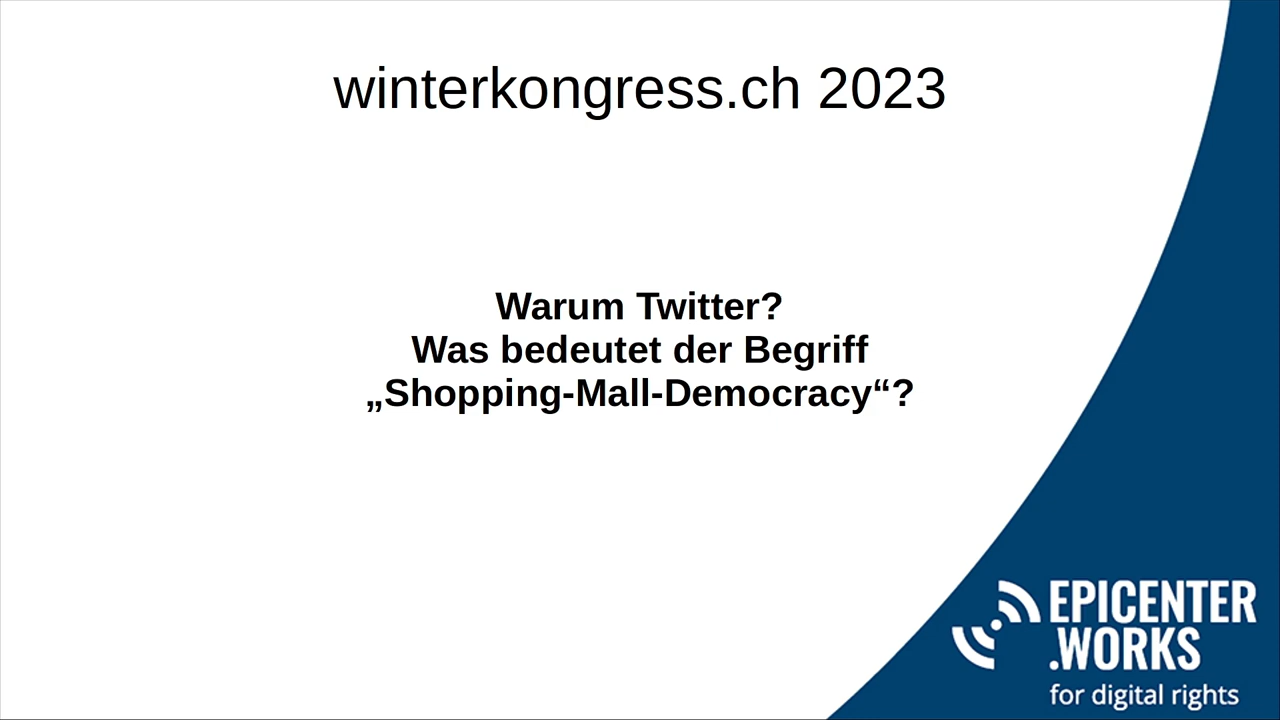 winterkongress.ch 2023
Warum Twitter?
Was bedeutet der Begriff
„Shopping-Mall-Democracy“?
EPICENTER
.WORKS
for digital rights